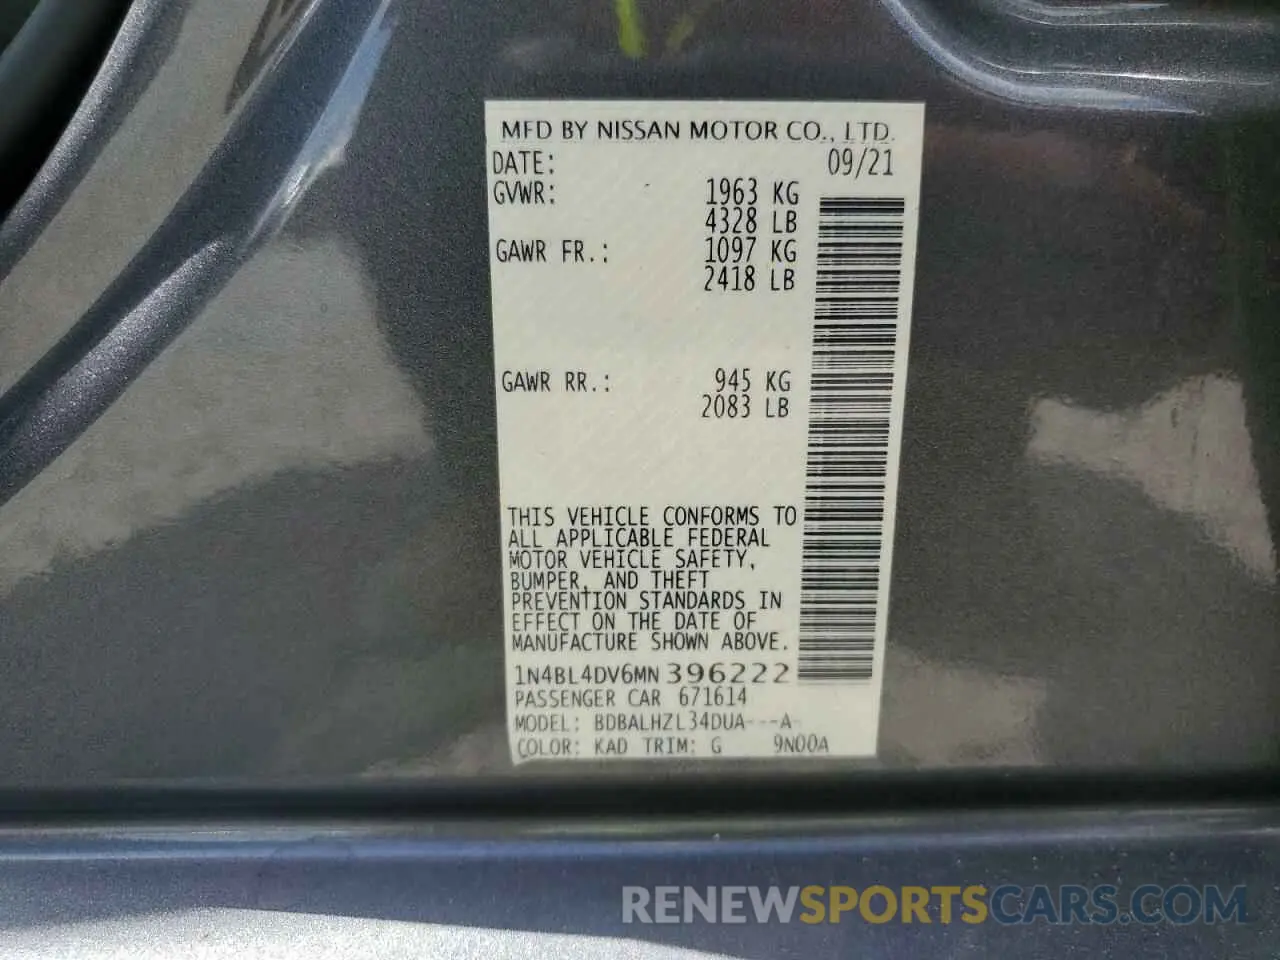 MFD BY NISSAN MOTOR CO., LTD.
DATE: 09/21
GVWR: 1963 KG
4328 LB
GAWR FR.: 1097 KG
2418 LB
GAWR RR.: 945 KG
2083 LB
THIS VEHICLE CONFORMS TO
ALL APPLICABLE FEDERAL
MOTOR VEHICLE SAFETY,
BUMPER, AND THEFT
PREVENTION STANDARDS IN
EFFECT ON THE DATE OF
MANUFACTURE SHOWN ABOVE.
1N4BL4DV6MN396222
PASSENGER CAR 671614
MODEL: BDBALHZL34DUA---A-
COLOR: KAD TRIM: G 9N00A
RENEWSPORTSCARS.COM